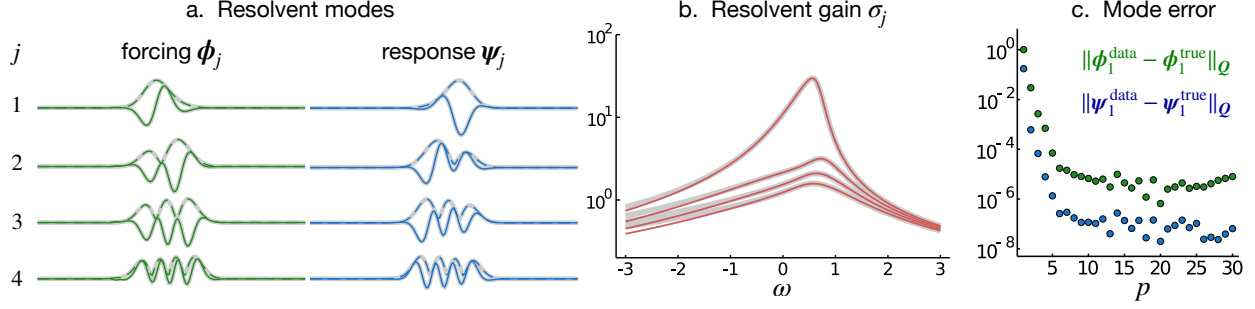 a. Resolvent modes
j
forcing ϕ_j
response ψ_j
1
2
3
4
b. Resolvent gain σ_j
10^2
10^1
10^0
-3 -2 -1 0 1 2 3
ω
c. Mode error
10^0
10^-2
10^-4
10^-6
10^-8
‖ϕ_1^data − ϕ_1^true‖_Q
‖ψ_1^data − ψ_1^true‖_Q
5 10 15 20 25 30
p